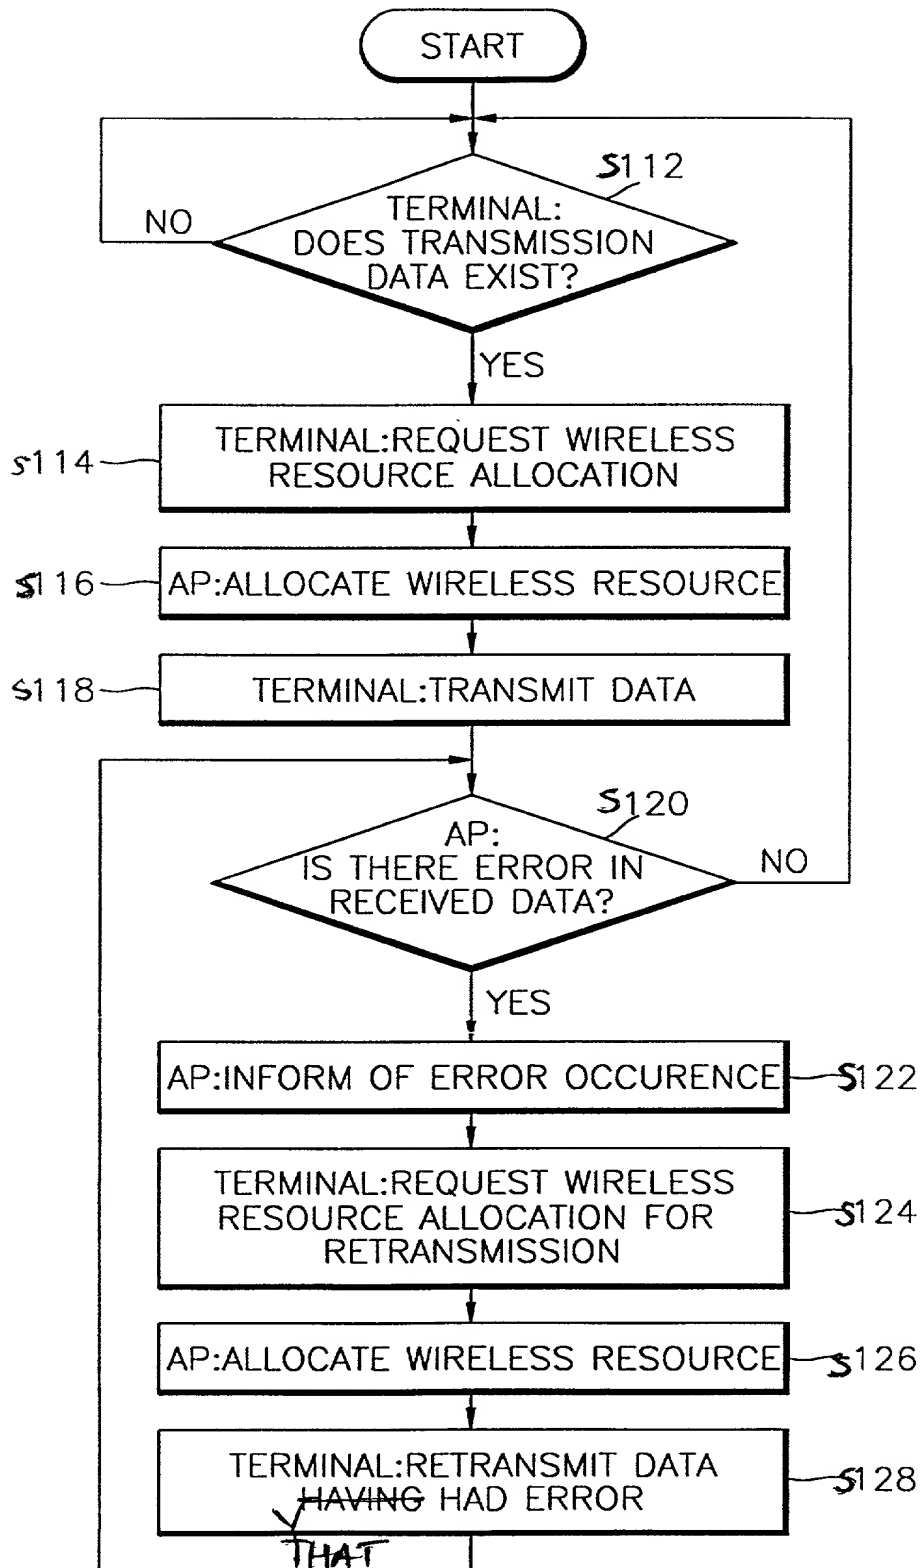 START
S112
TERMINAL:
DOES TRANSMISSION
DATA EXIST?
NO
YES
S114
TERMINAL:REQUEST WIRELESS
RESOURCE ALLOCATION
S116
AP:ALLOCATE WIRELESS RESOURCE
S118
TERMINAL:TRANSMIT DATA
S120
AP:
IS THERE ERROR IN
RECEIVED DATA?
NO
YES
AP:INFORM OF ERROR OCCURENCE
S122
TERMINAL:REQUEST WIRELESS
RESOURCE ALLOCATION FOR
RETRANSMISSION
S124
AP:ALLOCATE WIRELESS RESOURCE
S126
TERMINAL:RETRANSMIT DATA
HAVING HAD ERROR
THAT
S128